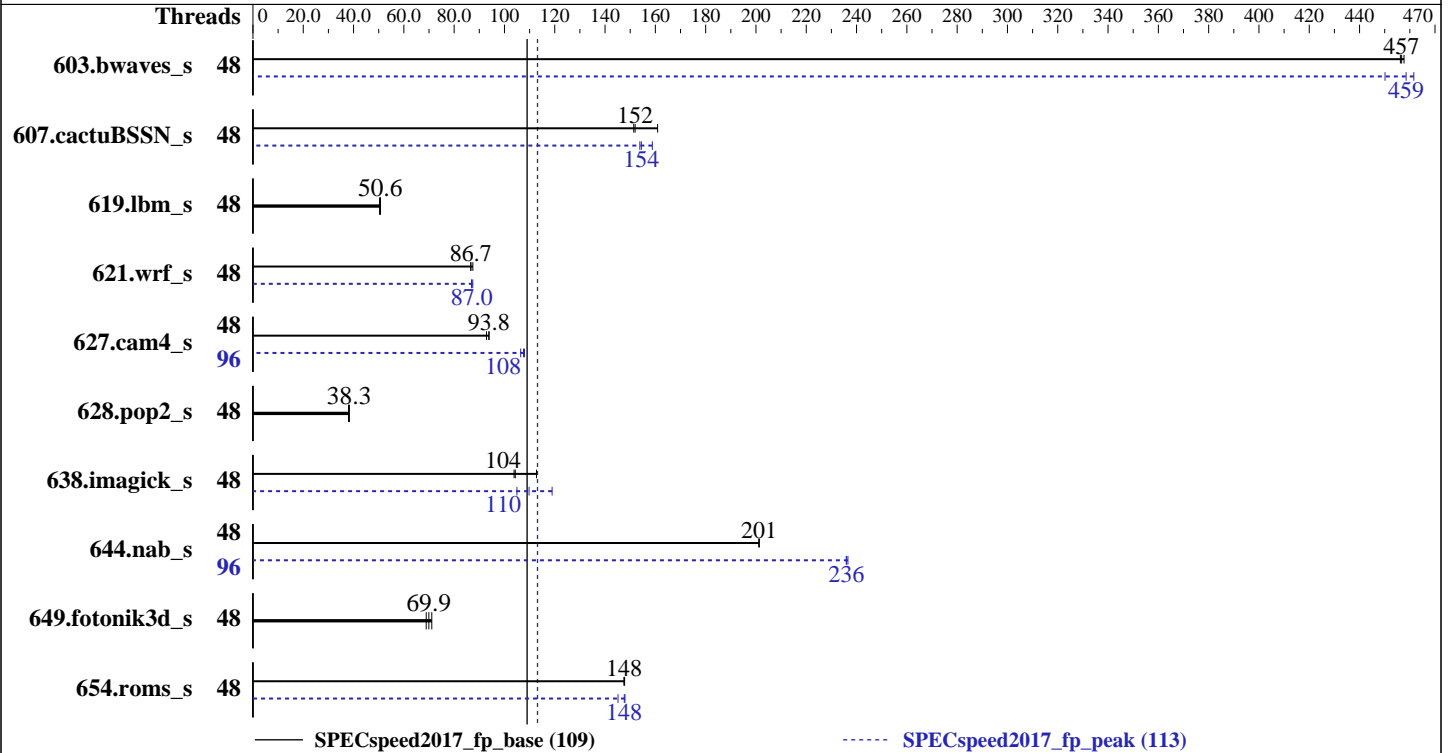 Threads 0 20.0 40.0 60.0 80.0 100.0 120 140 160 180 200 220 240 260 280 300 320 340 360 380 400 420 440 470
603.bwaves_s 48 457
459
607.cactuBSSN_s 48 152
154
619.lbm_s 48 50.6
621.wrf_s 48 86.7
87.0
627.cam4_s 48 93.8
96 108
628.pop2_s 48 38.3
638.imagick_s 48 104
110
644.nab_s 48 201
96 236
649.fotonik3d_s 48 69.9
654.roms_s 48 148
148
SPECspeed2017_fp_base (109) SPECspeed2017_fp_peak (113)